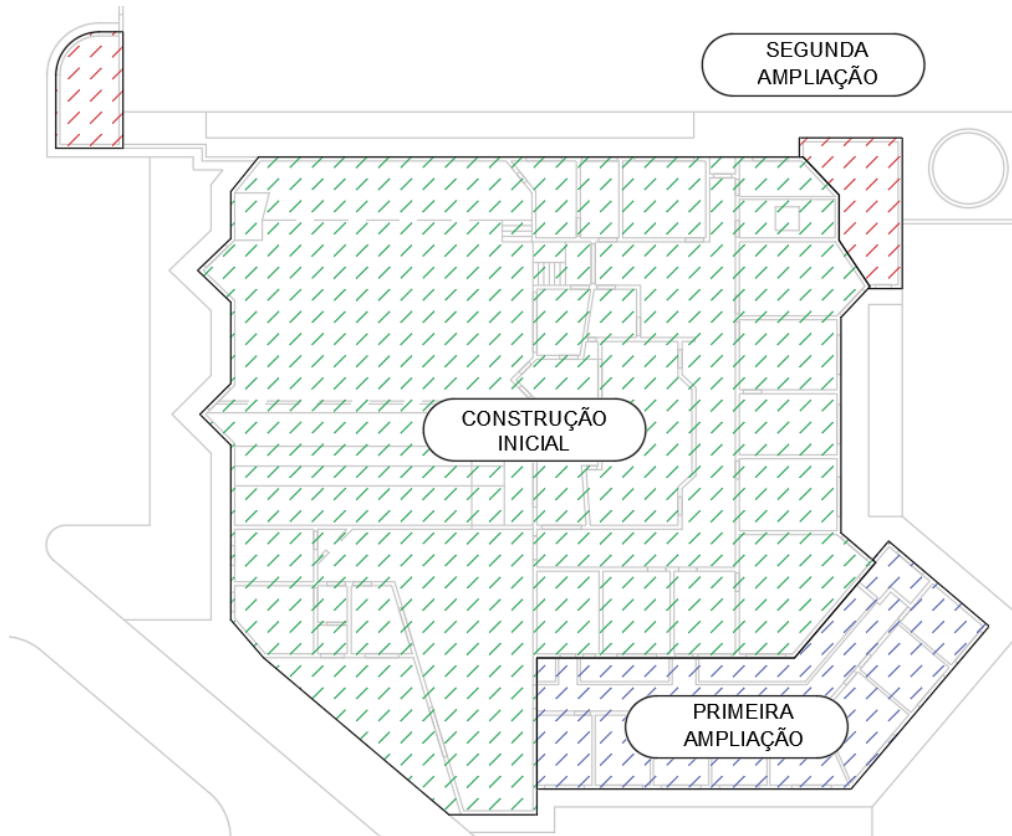 SEGUNDA
AMPLIAÇÃO
CONSTRUÇÃO
INICIAL
PRIMEIRA
AMPLIAÇÃO